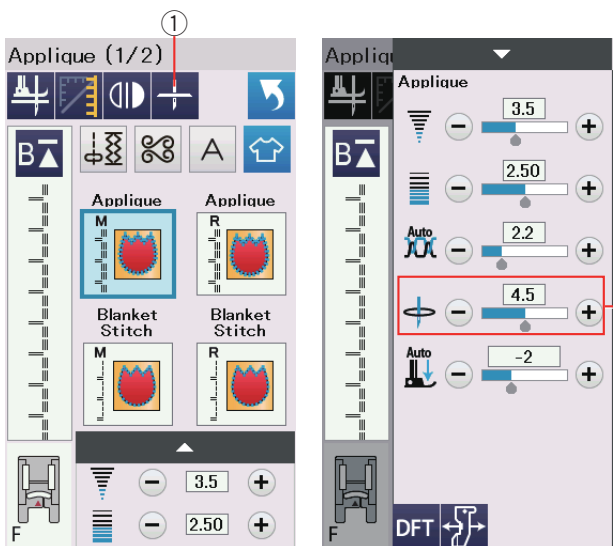 1
Applique (1/2)
B
A
Applique Applique
M R
Blanket Stitch Blanket Stitch
M R
3.5
2.50
F
Appliq
Applique
B
3.5
2.50
Auto
2.2
4.5
Auto
-2
F
DFT